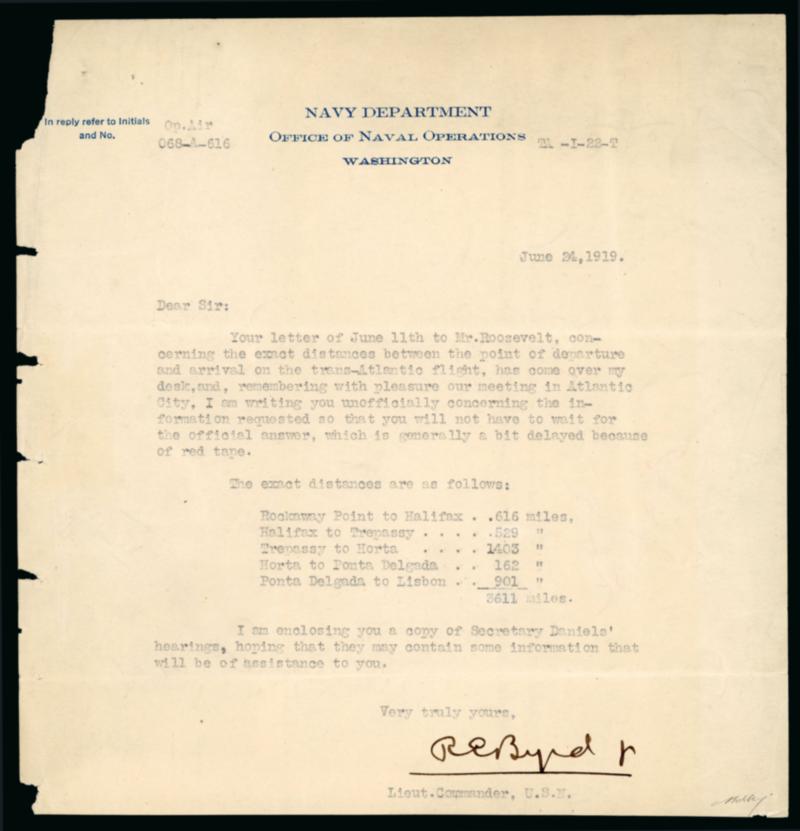 NAVY DEPARTMENT
OFFICE OF NAVAL OPERATIONS
WASHINGTON
In reply refer to Initials
and No.
Op.Air
068-A-616
-I-22-T
June 24,1919.
Dear Sir:
Your letter of June 11th to Mr.Roosevelt, con-
cerning the exact distances between the point of departure
and arrival on the trans-Atlantic flight, has come over my
desk,and, remembering with pleasure our meeting in Atlantic
City, I am writing you unofficially concerning the in-
formation requested so that you will not have to wait for
the official answer, which is generally a bit delayed because
of red tape.
The exact distances are as follows:
Rockaway Point to Halifax . .616 miles,
Halifax to Trepassy . . . . .529 "
Trepassy to Horta . . . . 1403 "
Horta to Ponta Delgada . . 162 "
Ponta Delgada to Lisbon . . 901 "
3611 miles.
I am enclosing you a copy of Secretary Daniels'
hearings, hoping that they may contain some information that
will be of assistance to you.
Very truly yours,
R E Byrd Jr
Lieut.Commander, U.S.N.